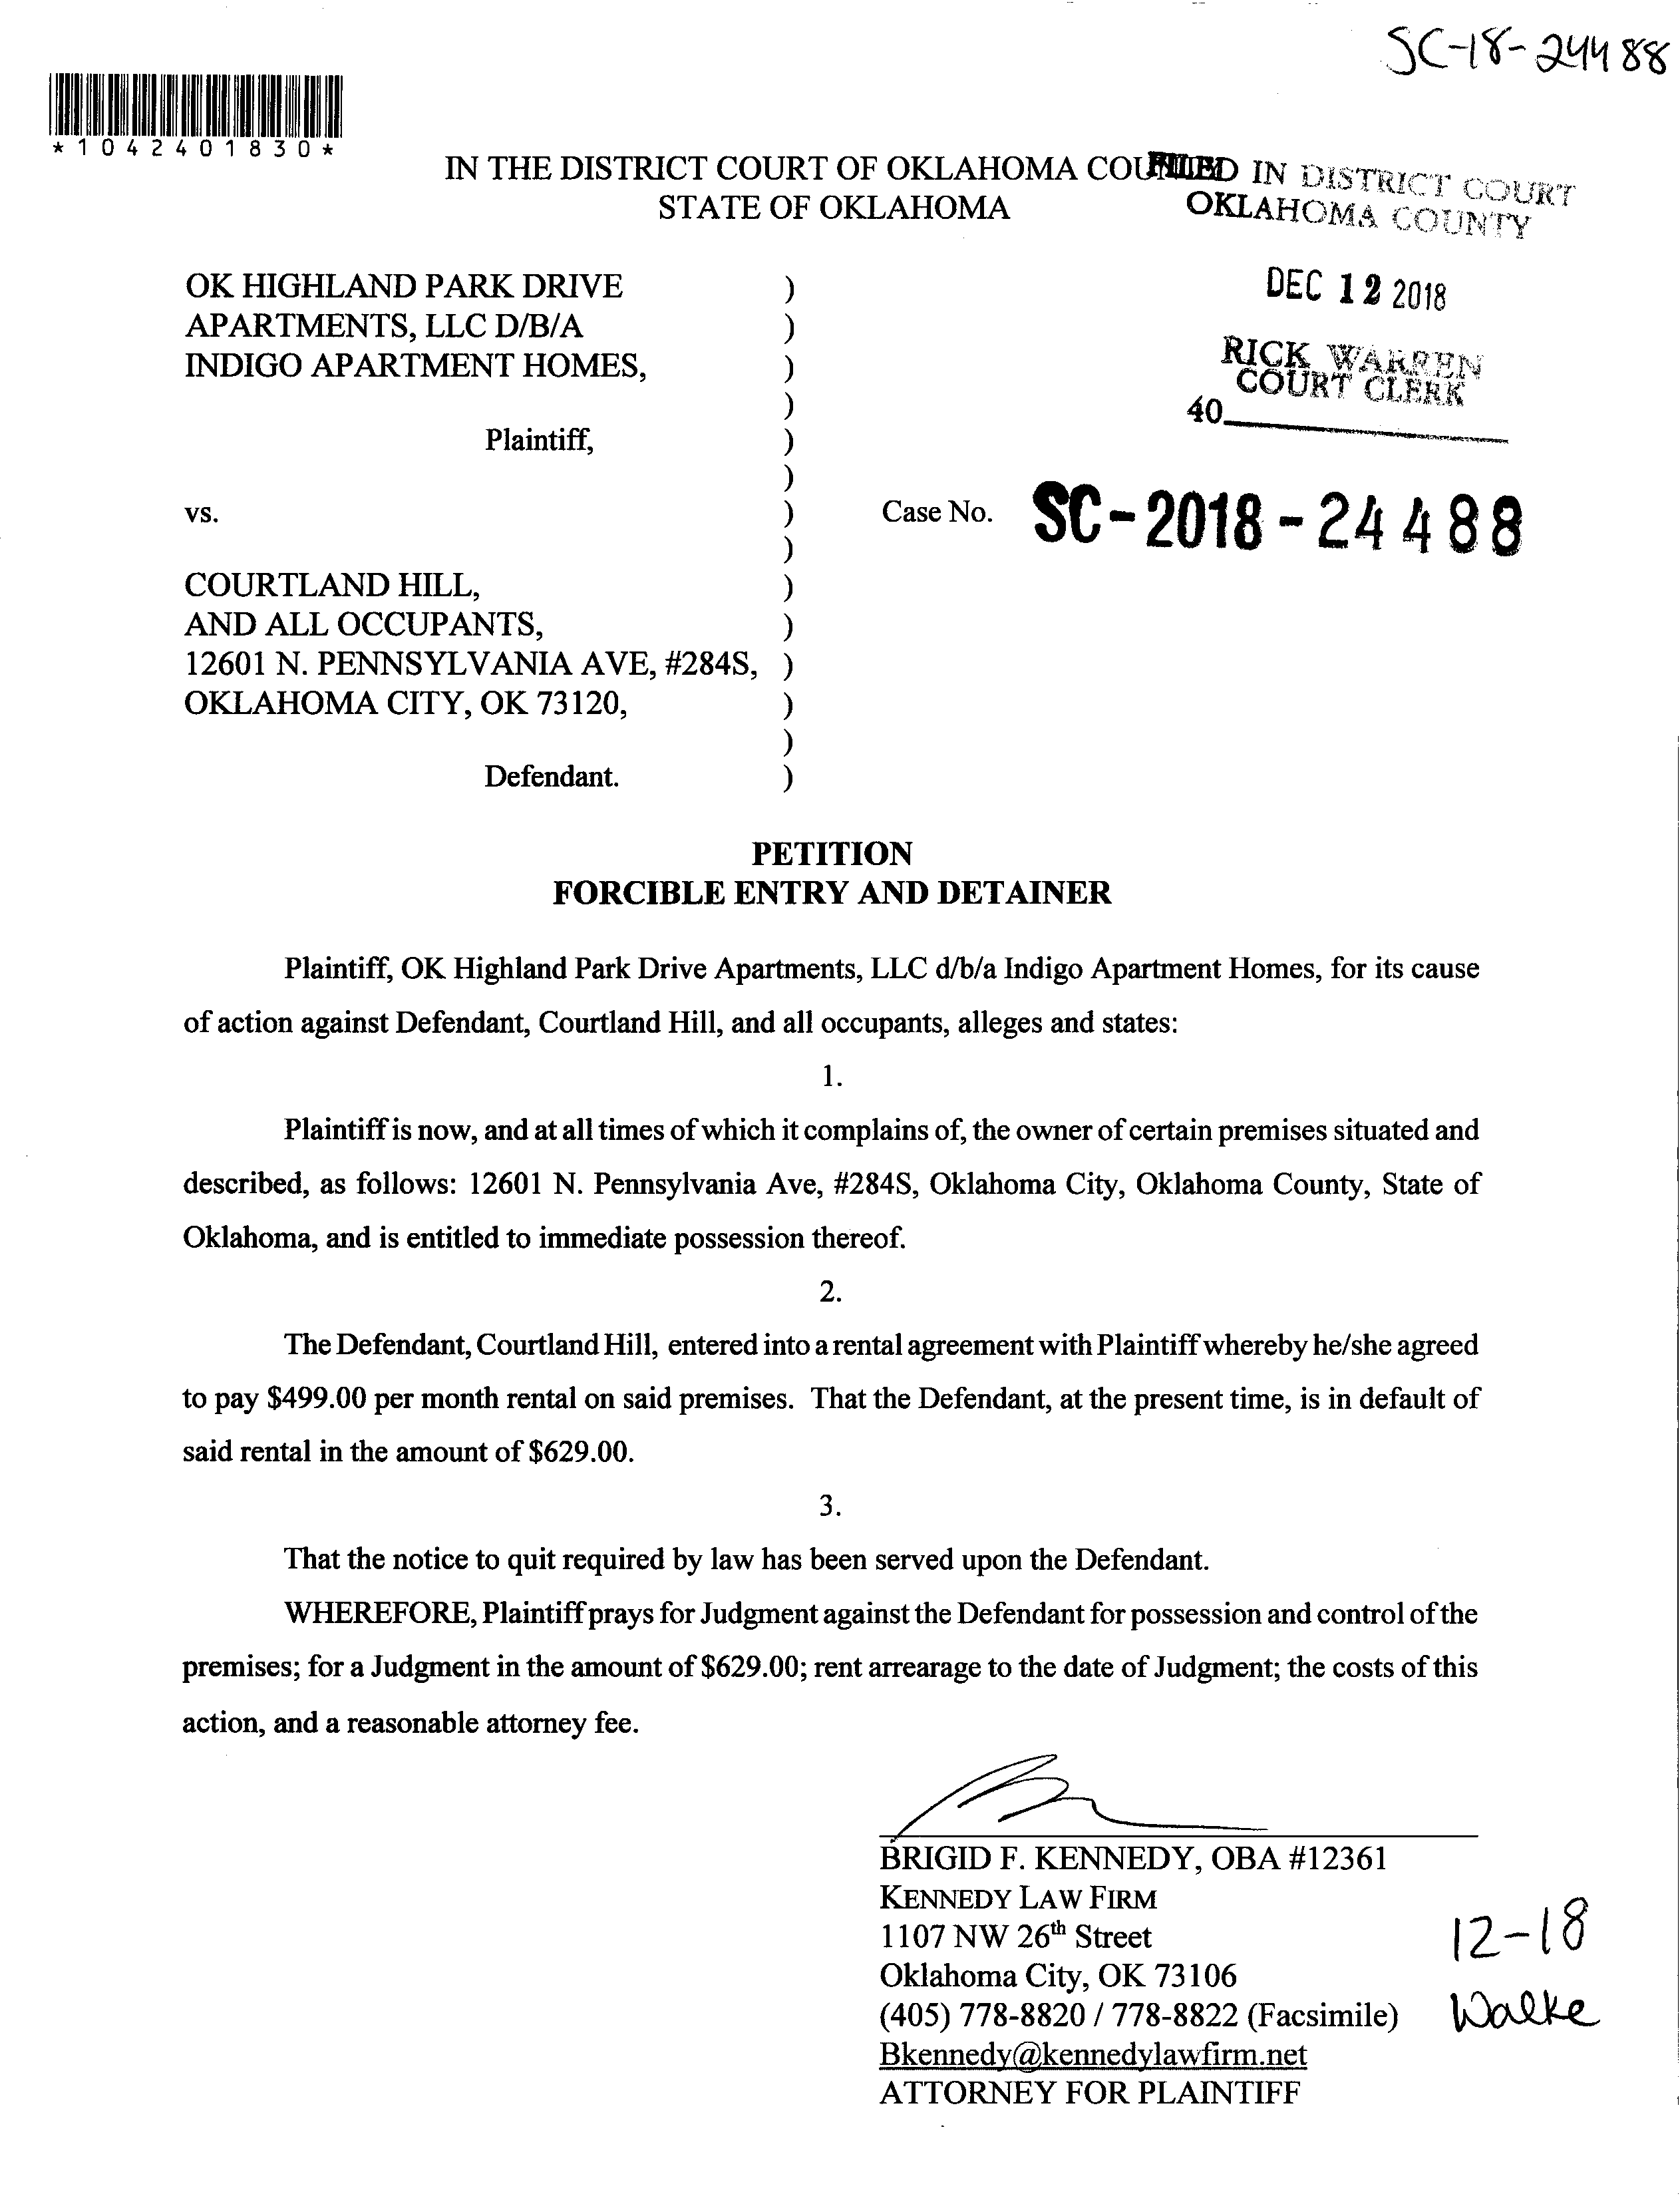 SC-18-24488
*1042401830*
IN THE DISTRICT COURT OF OKLAHOMA COU
FILED IN DISTRICT COURT
STATE OF OKLAHOMA
OKLAHOMA COUNTY
OK HIGHLAND PARK DRIVE )
DEC 12 2018
APARTMENTS, LLC D/B/A )
INDIGO APARTMENT HOMES, )
RICK WARREN
COURT CLERK
)
40
Plaintiff, )
)
vs. ) Case No. SC-2018-24488
)
COURTLAND HILL, )
AND ALL OCCUPANTS, )
12601 N. PENNSYLVANIA AVE, #284S, )
OKLAHOMA CITY, OK 73120, )
)
Defendant. )
PETITION
FORCIBLE ENTRY AND DETAINER
Plaintiff, OK Highland Park Drive Apartments, LLC d/b/a Indigo Apartment Homes, for its cause
of action against Defendant, Courtland Hill, and all occupants, alleges and states:
1.
Plaintiff is now, and at all times of which it complains of, the owner of certain premises situated and
described, as follows: 12601 N. Pennsylvania Ave, #284S, Oklahoma City, Oklahoma County, State of
Oklahoma, and is entitled to immediate possession thereof.
2.
The Defendant, Courtland Hill, entered into a rental agreement with Plaintiff whereby he/she agreed
to pay $499.00 per month rental on said premises. That the Defendant, at the present time, is in default of
said rental in the amount of $629.00.
3.
That the notice to quit required by law has been served upon the Defendant.
WHEREFORE, Plaintiff prays for Judgment against the Defendant for possession and control of the
premises; for a Judgment in the amount of $629.00; rent arrearage to the date of Judgment; the costs of this
action, and a reasonable attorney fee.
BRIGID F. KENNEDY, OBA #12361
KENNEDY LAW FIRM
1107 NW 26th Street
Oklahoma City, OK 73106
(405) 778-8820 / 778-8822 (Facsimile)
Bkennedy@kennedylawfirm.net
ATTORNEY FOR PLAINTIFF
12-18
Walke